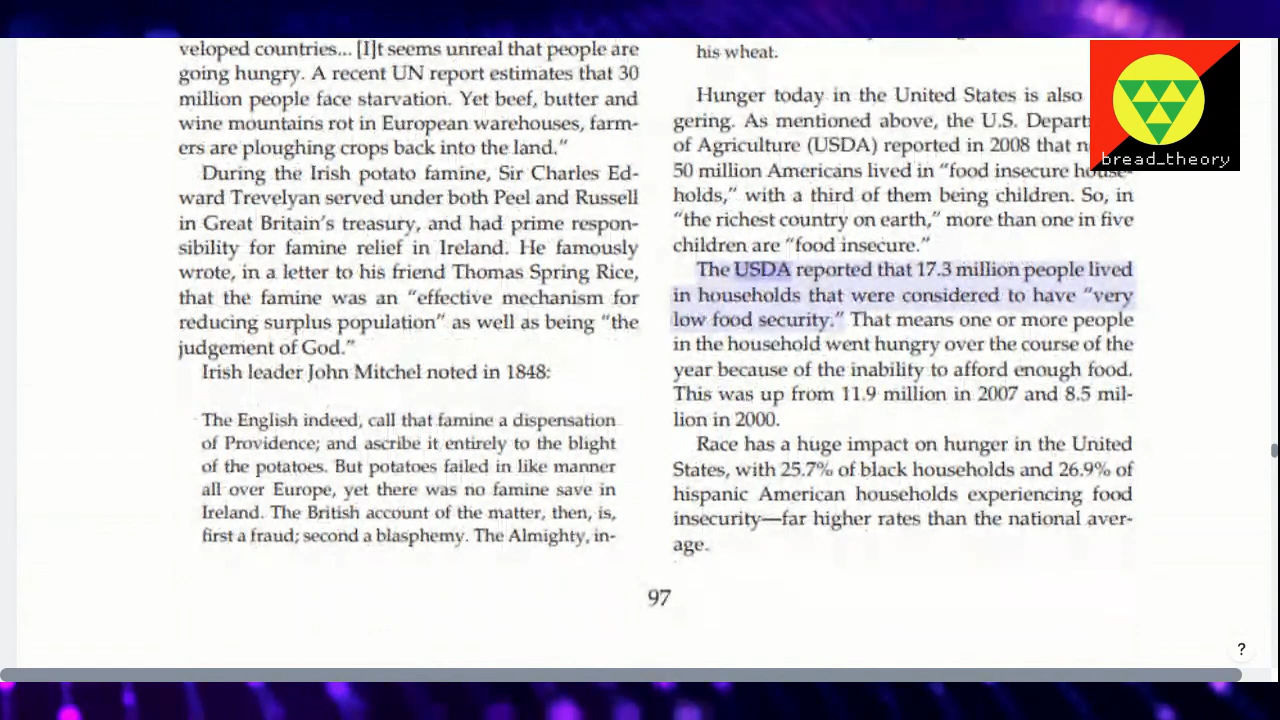 veloped countries... [I]t seems unreal that people are
going hungry. A recent UN report estimates that 30
million people face starvation. Yet beef, butter and
wine mountains rot in European warehouses, farm-
ers are ploughing crops back into the land.”
During the Irish potato famine, Sir Charles Ed-
ward Trevelyan served under both Peel and Russell
in Great Britain’s treasury, and had prime respon-
sibility for famine relief in Ireland. He famously
wrote, in a letter to his friend Thomas Spring Rice,
that the famine was an “effective mechanism for
reducing surplus population” as well as being “the
judgement of God.”
Irish leader John Mitchel noted in 1848:
The English indeed, call that famine a dispensation
of Providence; and ascribe it entirely to the blight
of the potatoes. But potatoes failed in like manner
all over Europe, yet there was no famine save in
Ireland. The British account of the matter, then, is,
first a fraud; second a blasphemy. The Almighty, in-
his wheat.
Hunger today in the United States is also
gering. As mentioned above, the U.S. Depart
of Agriculture (USDA) reported in 2008 that
50 million Americans lived in “food insecure house-
holds,” with a third of them being children. So, in
“the richest country on earth,” more than one in five
children are “food insecure.”
The USDA reported that 17.3 million people lived
in households that were considered to have “very
low food security.” That means one or more people
in the household went hungry over the course of the
year because of the inability to afford enough food.
This was up from 11.9 million in 2007 and 8.5 mil-
lion in 2000.
Race has a huge impact on hunger in the United
States, with 25.7% of black households and 26.9% of
hispanic American households experiencing food
insecurity—far higher rates than the national aver-
age.
97
bread_theory
?